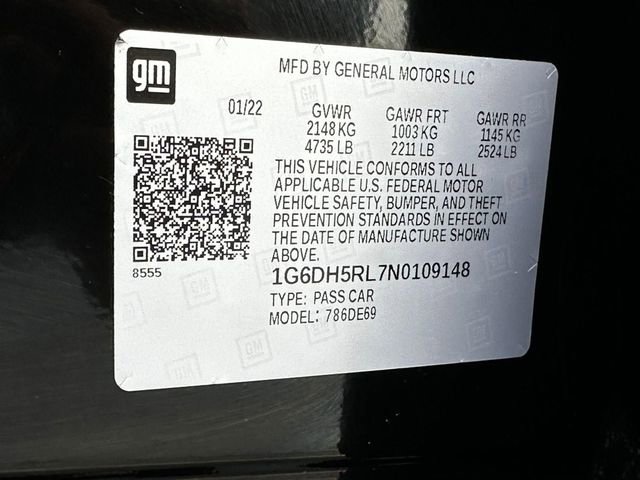 gm
MFD BY GENERAL MOTORS LLC
01/22 GVWR GAWR FRT GAWR RR
2148 KG 1003 KG 1145 KG
4735 LB 2211 LB 2524 LB
THIS VEHICLE CONFORMS TO ALL
APPLICABLE U.S. FEDERAL MOTOR
VEHICLE SAFETY, BUMPER, AND THEFT
PREVENTION STANDARDS IN EFFECT ON
THE DATE OF MANUFACTURE SHOWN
ABOVE.
8555
1G6DH5RL7N0109148
TYPE: PASS CAR
MODEL: 786DE69